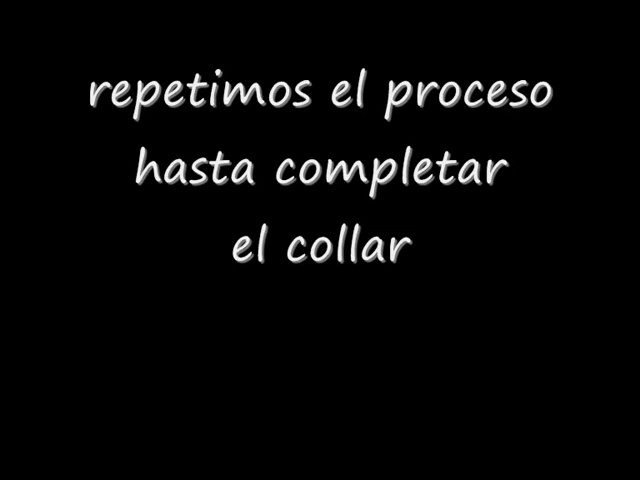 repetimos el proceso
hasta completar
el collar